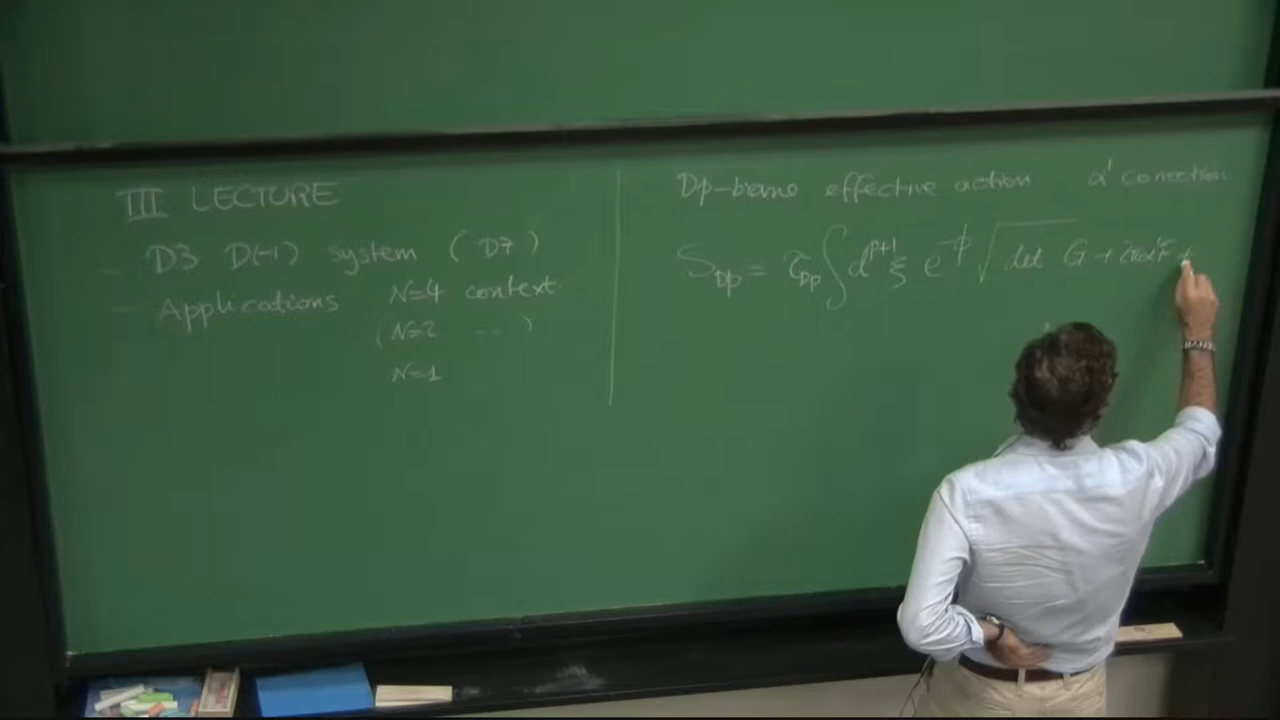 III LECTURE
- D3 D(-1) system (D7)
- Applications N=4 context
(N=2 ---)
N=1
Dp-brane effective action α' correction
S_Dp = τ_Dp ∫ d^{p+1} ξ e^{-ϕ} √ det G + 2πα'F +